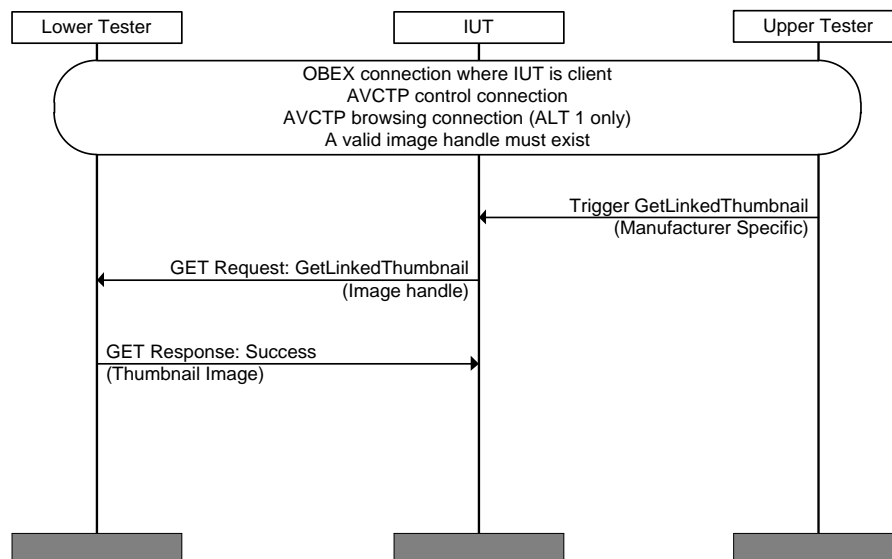 Lower Tester
IUT
Upper Tester
OBEX connection where IUT is client
AVCTP control connection
AVCTP browsing connection (ALT 1 only)
A valid image handle must exist
Trigger GetLinkedThumbnail
(Manufacturer Specific)
GET Request: GetLinkedThumbnail
(Image handle)
GET Response: Success
(Thumbnail Image)